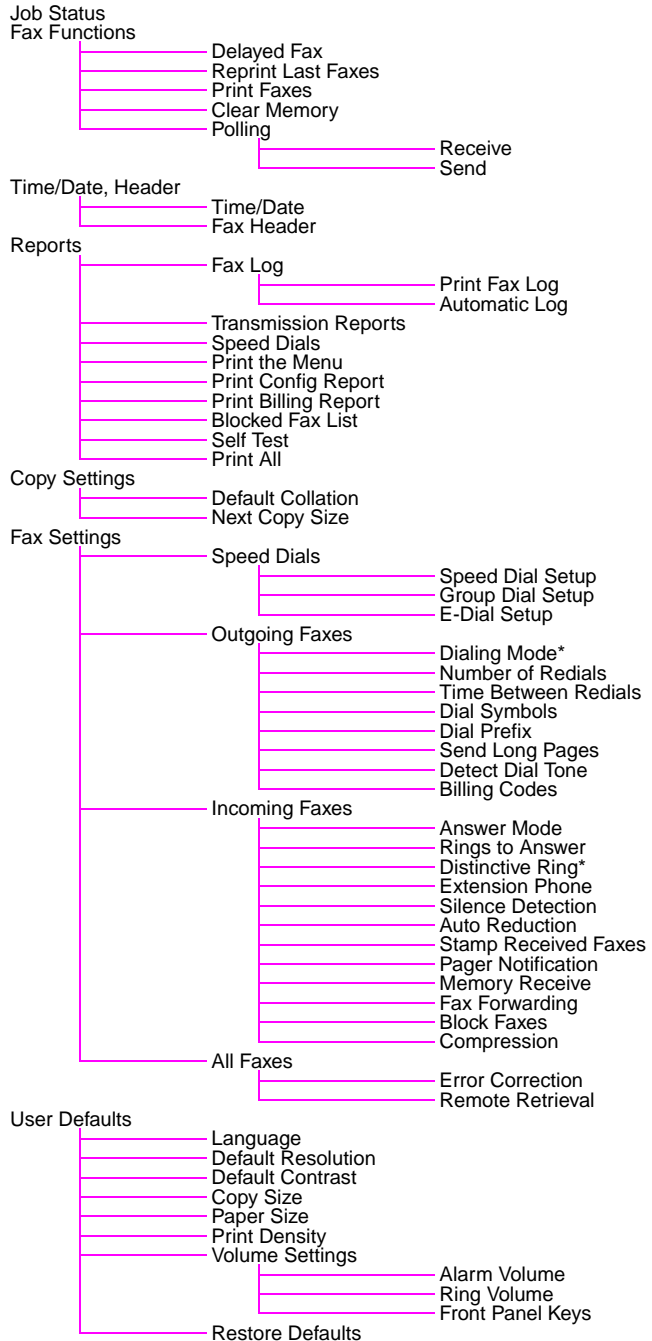 Job Status
Fax Functions
Delayed Fax
Reprint Last Faxes
Print Faxes
Clear Memory
Polling
Receive
Send
Time/Date, Header
Time/Date
Fax Header
Reports
Fax Log
Print Fax Log
Automatic Log
Transmission Reports
Speed Dials
Print the Menu
Print Config Report
Print Billing Report
Blocked Fax List
Self Test
Print All
Copy Settings
Default Collation
Next Copy Size
Fax Settings
Speed Dials
Speed Dial Setup
Group Dial Setup
E-Dial Setup
Outgoing Faxes
Dialing Mode*
Number of Redials
Time Between Redials
Dial Symbols
Dial Prefix
Send Long Pages
Detect Dial Tone
Billing Codes
Incoming Faxes
Answer Mode
Rings to Answer
Distinctive Ring*
Extension Phone
Silence Detection
Auto Reduction
Stamp Received Faxes
Pager Notification
Memory Receive
Fax Forwarding
Block Faxes
Compression
All Faxes
Error Correction
Remote Retrieval
User Defaults
Language
Default Resolution
Default Contrast
Copy Size
Paper Size
Print Density
Volume Settings
Alarm Volume
Ring Volume
Front Panel Keys
Restore Defaults